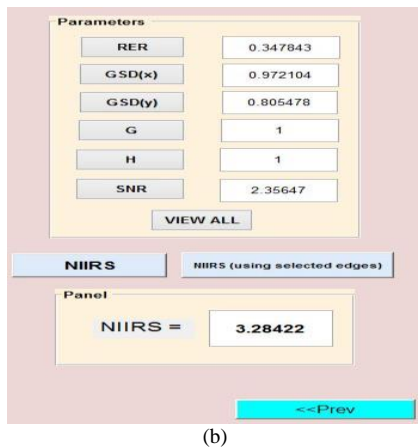 Parameters
RER 0.347843
GSD(x) 0.972104
GSD(y) 0.805478
G 1
H 1
SNR 2.35647
VIEW ALL
NIIRS NIIRS (using selected edges)
Panel
NIIRS = 3.28422
<<Prev
(b)